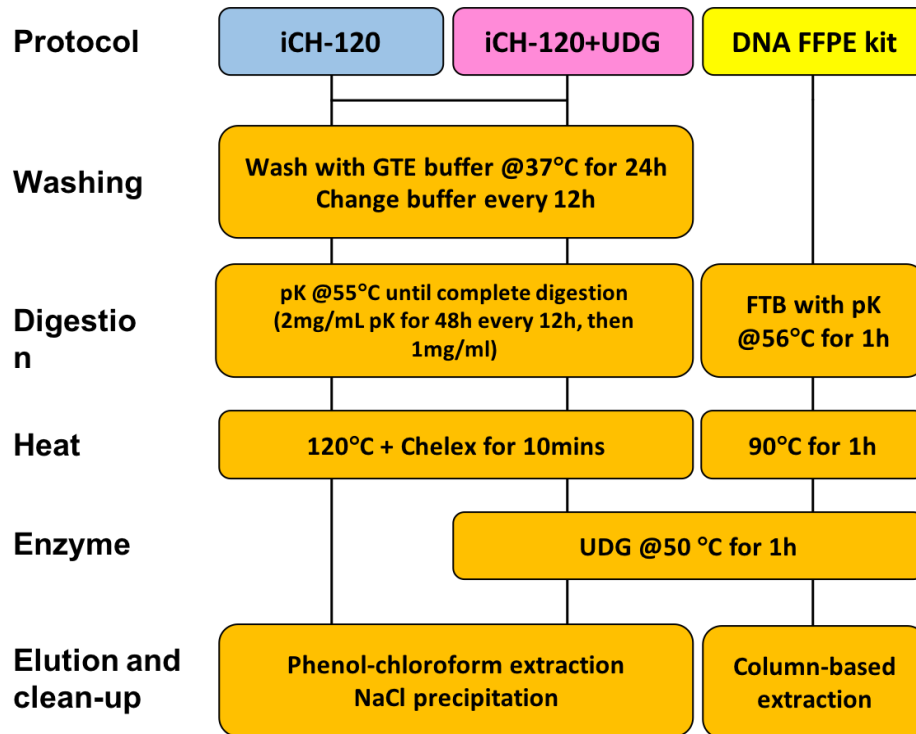 Protocol
iCH-120
iCH-120+UDG
DNA FFPE kit
Washing
Wash with GTE buffer @37°C for 24h
Change buffer every 12h
Digestio
n
pK @55°C until complete digestion
(2mg/mL pK for 48h every 12h, then
1mg/ml)
FTB with pK
@56°C for 1h
Heat
120°C + Chelex for 10mins
90°C for 1h
Enzyme
UDG @50 °C for 1h
Elution and
clean-up
Phenol-chloroform extraction
NaCl precipitation
Column-based
extraction